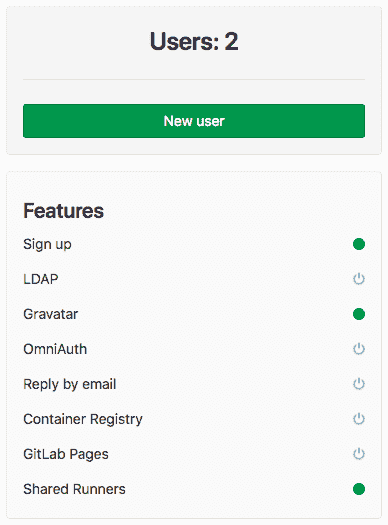 Users: 2
New user
Features
Sign up
LDAP
Gravatar
OmniAuth
Reply by email
Container Registry
GitLab Pages
Shared Runners